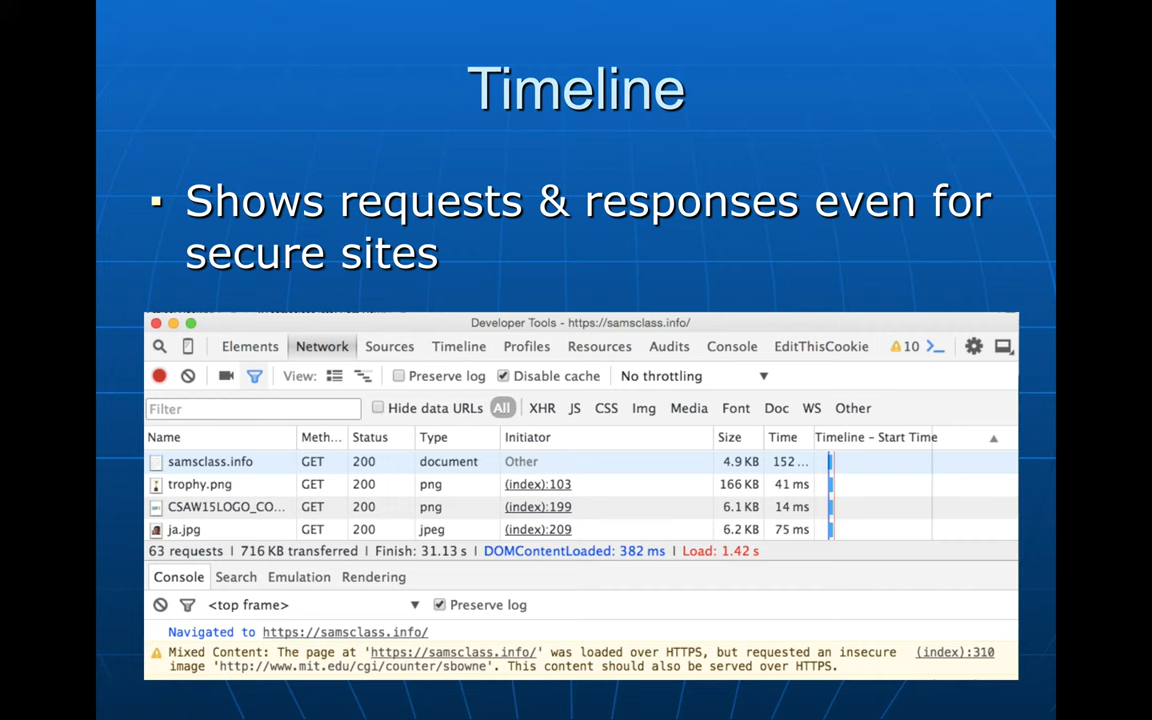 Timeline
▪ Shows requests & responses even for
secure sites
Developer Tools - https://samsclass.info/
Elements Network Sources Timeline Profiles Resources Audits Console EditThisCookie 10
View: Preserve log Disable cache No throttling
Filter Hide data URLs All XHR JS CSS Img Media Font Doc WS Other
Name Meth... Status Type Initiator Size Time Timeline – Start Time
samsclass.info GET 200 document Other 4.9 KB 152 ...
trophy.png GET 200 png (index):103 166 KB 41 ms
CSAW15LOGO_CO... GET 200 png (index):199 6.1 KB 14 ms
ja.jpg GET 200 jpeg (index):209 6.2 KB 75 ms
63 requests | 716 KB transferred | Finish: 31.13 s | DOMContentLoaded: 382 ms | Load: 1.42 s
Console Search Emulation Rendering
<top frame> Preserve log
Navigated to https://samsclass.info/
Mixed Content: The page at 'https://samsclass.info/' was loaded over HTTPS, but requested an insecure (index):310
image 'http://www.mit.edu/cgi/counter/sbowne'. This content should also be served over HTTPS.